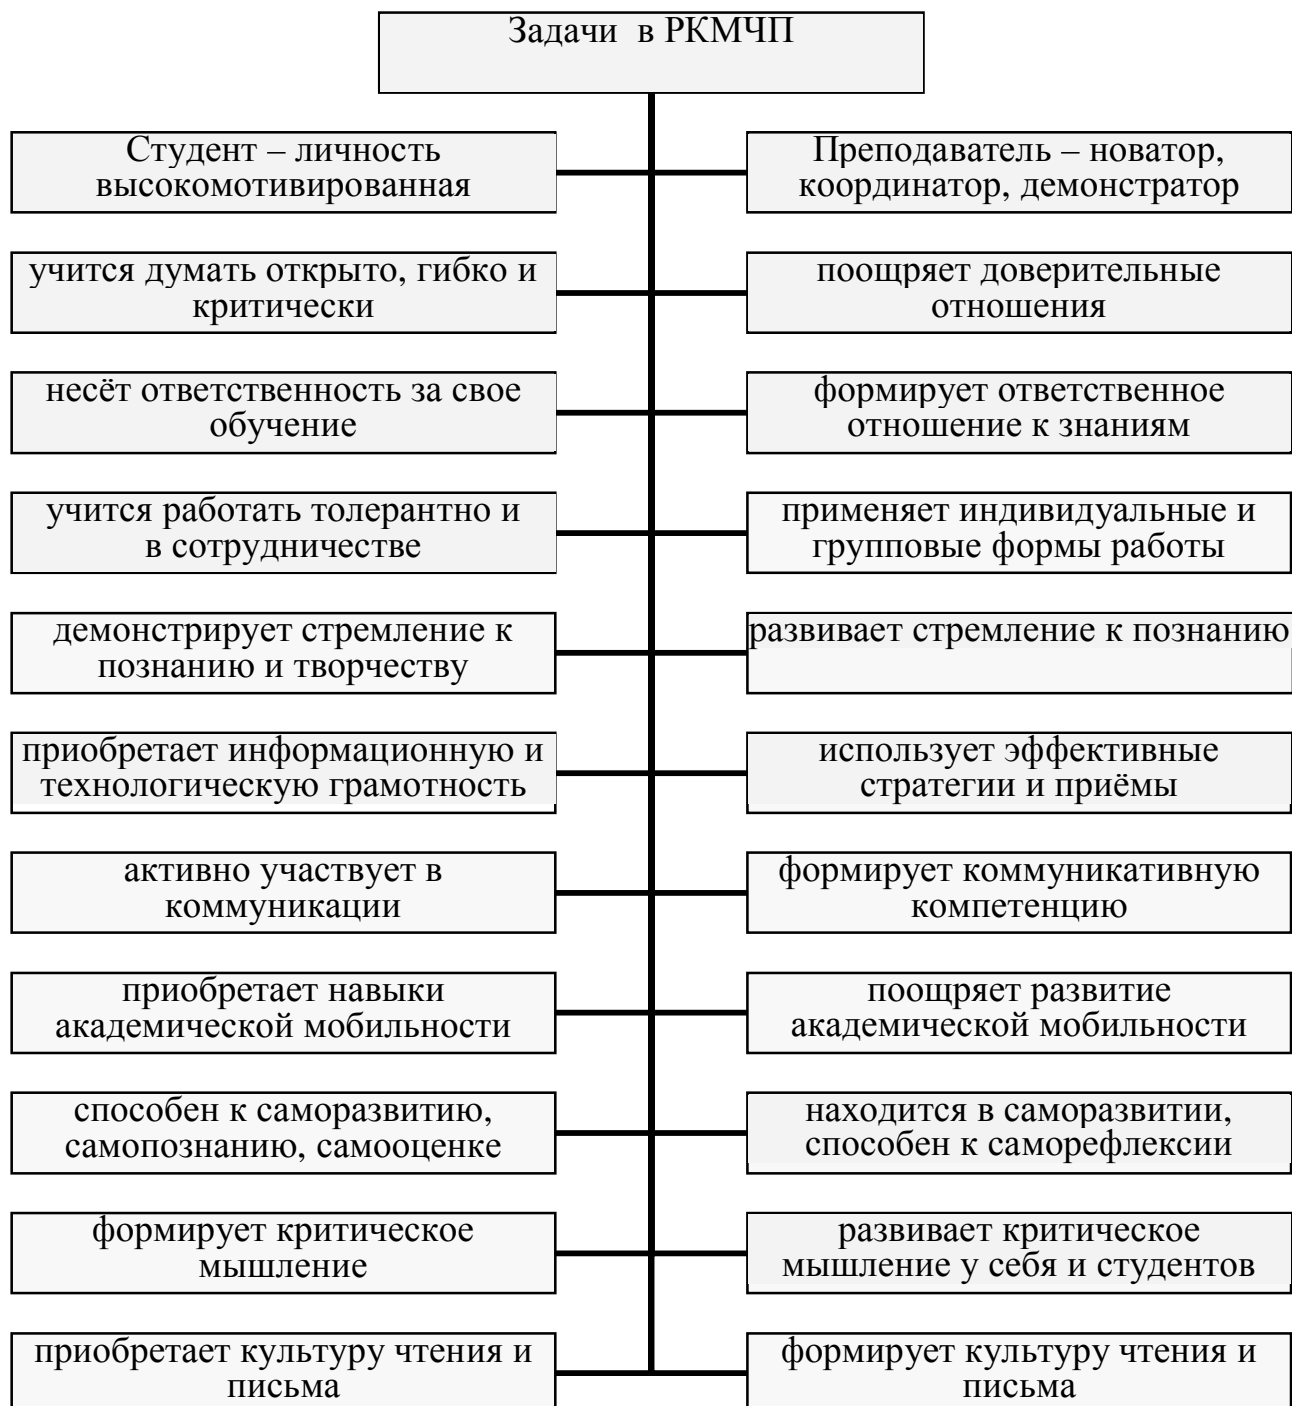 Задачи в РКМЧП
Студент – личность
высокомотивированная
Преподаватель – новатор,
координатор, демонстратор
учится думать открыто, гибко и
критически
поощряет доверительные
отношения
несёт ответственность за свое
обучение
формирует ответственное
отношение к знаниям
учится работать толерантно и
в сотрудничестве
применяет индивидуальные и
групповые формы работы
демонстрирует стремление к
познанию и творчеству
развивает стремление к познанию
приобретает информационную и
технологическую грамотность
использует эффективные
стратегии и приёмы
активно участвует в
коммуникации
формирует коммуникативную
компетенцию
приобретает навыки
академической мобильности
поощряет развитие
академической мобильности
способен к саморазвитию,
самопознанию, самооценке
находится в саморазвитии,
способен к саморефлексии
формирует критическое
мышление
развивает критическое
мышление у себя и студентов
приобретает культуру чтения и
письма
формирует культуру чтения и
письма